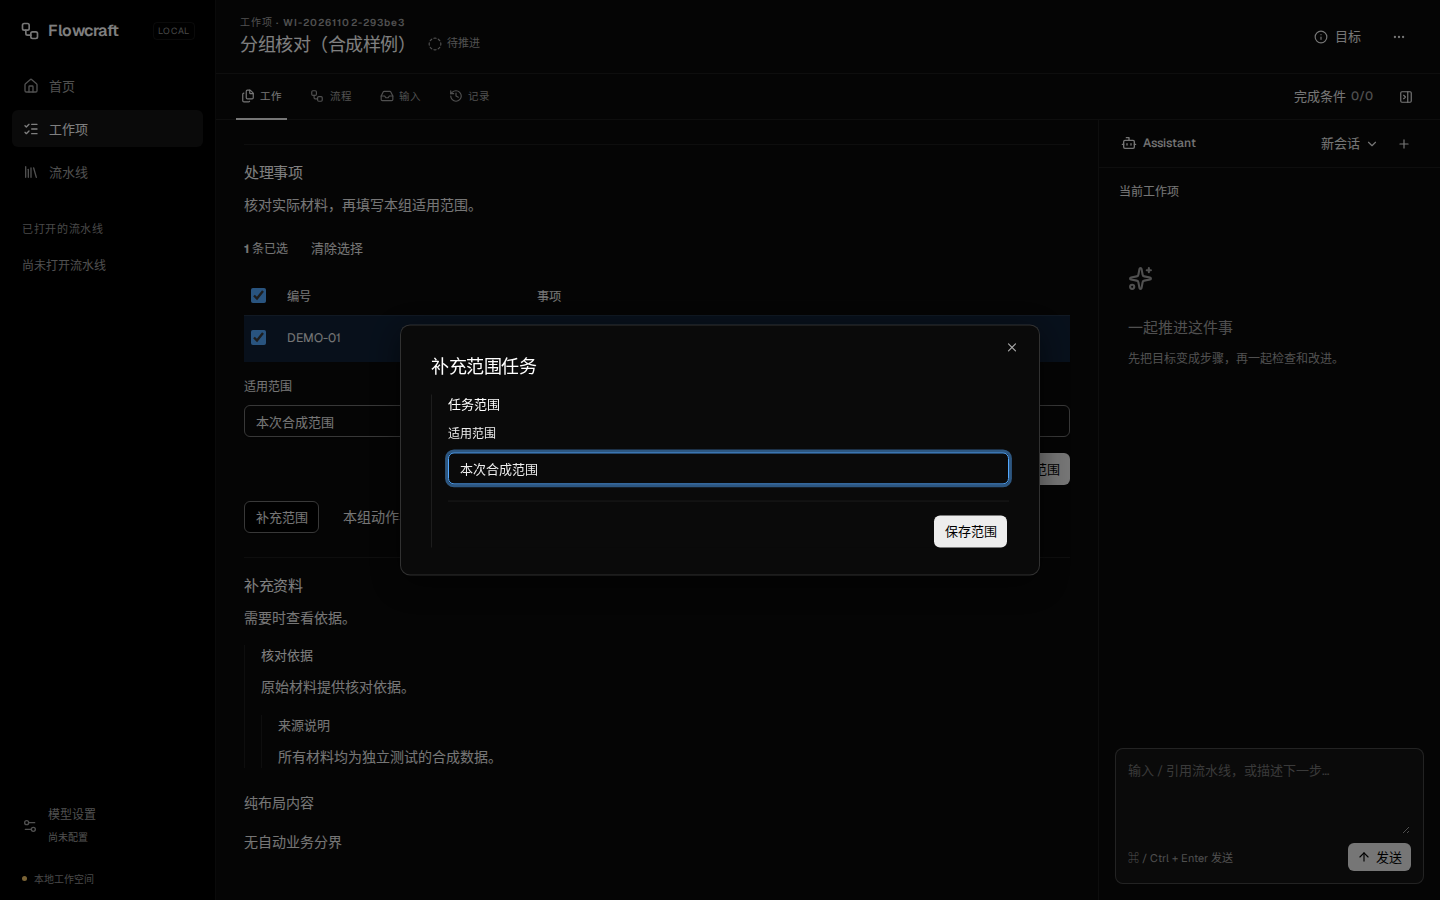 Flowcraft
LOCAL
首页
工作项
流水线
已打开的流水线
尚未打开流水线
模型设置
尚未配置
本地工作空间
工作项 · WI-20261102-293be3
分组核对（合成样例）
待推进
目标
工作
流程
输入
记录
完成条件 0/0
处理事项
核对实际材料，再填写本组适用范围。
1 条已选
清除选择
编号
事项
DEMO-01
适用范围
本次合成范围
范围
补充范围
本组动作
补充资料
需要时查看依据。
核对依据
原始材料提供核对依据。
来源说明
所有材料均为独立测试的合成数据。
纯布局内容
无自动业务分界
补充范围任务
任务范围
适用范围
本次合成范围
保存范围
Assistant
新会话
当前工作项
一起推进这件事
先把目标变成步骤，再一起检查和改进。
输入 / 引用流水线，或描述下一步…
⌘ / Ctrl + Enter 发送
发送